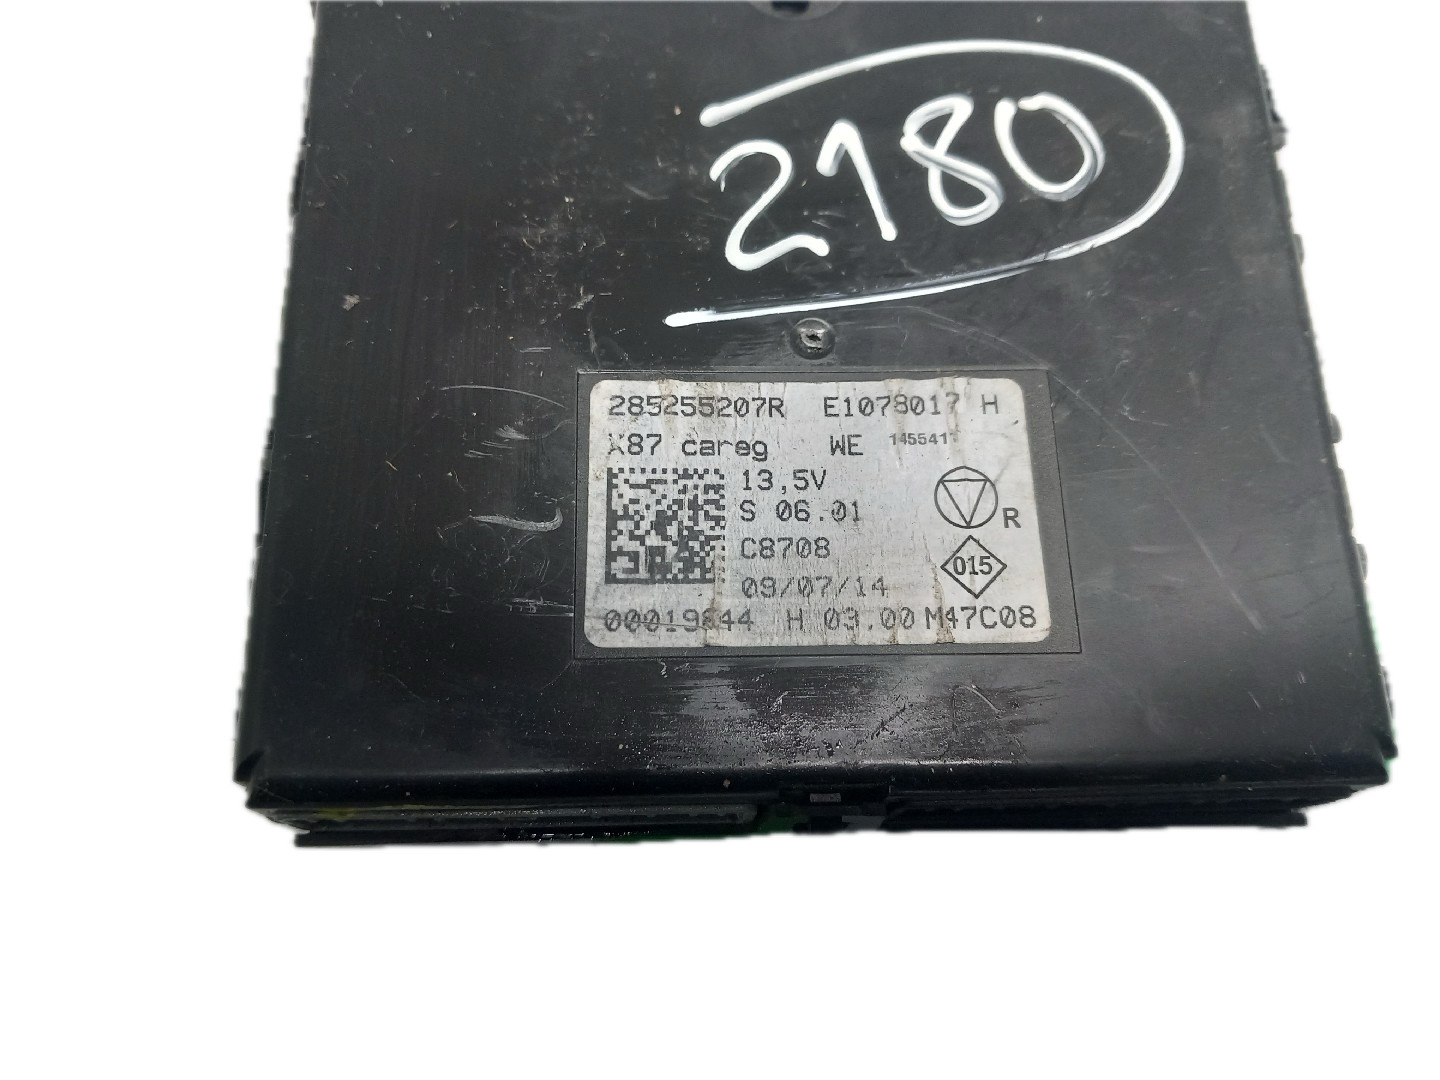 2180
285255207R E1078017 H
X87 careg WE 145541
13,5V
S 06.01
R
C8708
015
09/07/14
00019644 H 03.00 M47C08